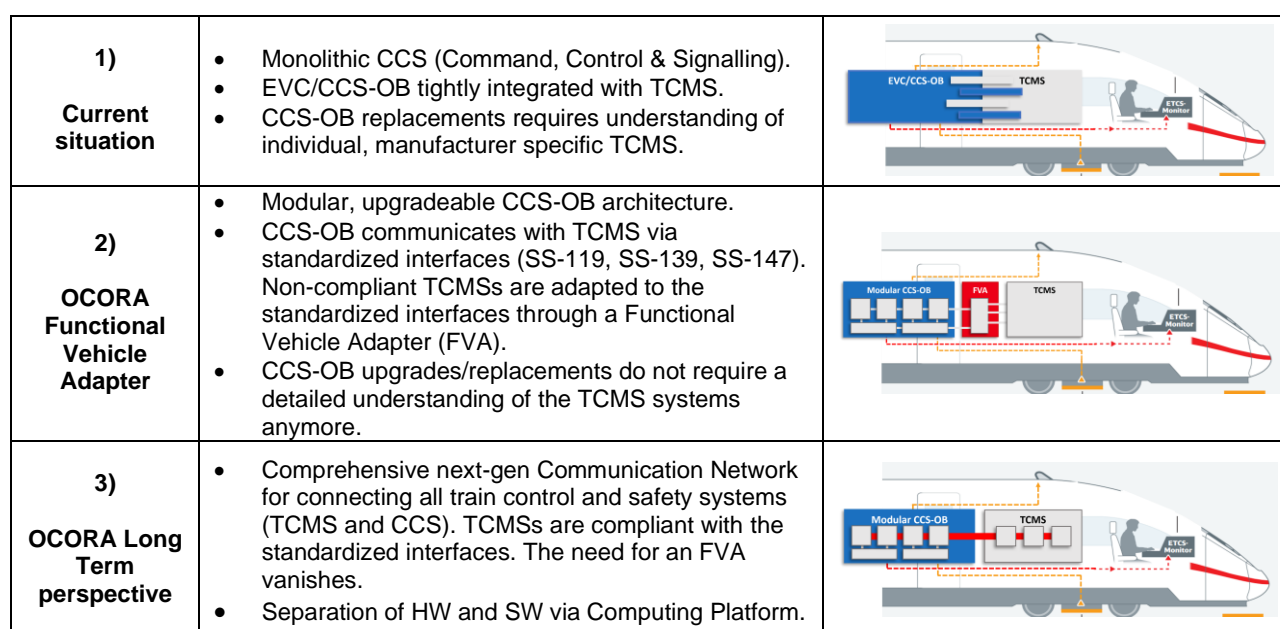 1)
Current
situation
• Monolithic CCS (Command, Control & Signalling).
• EVC/CCS-OB tightly integrated with TCMS.
• CCS-OB replacements requires understanding of
individual, manufacturer specific TCMS.
EVC/CCS-OB
TCMS
ETCS-
Monitor
2)
OCORA
Functional
Vehicle
Adapter
• Modular, upgradeable CCS-OB architecture.
• CCS-OB communicates with TCMS via
standardized interfaces (SS-119, SS-139, SS-147).
Non-compliant TCMSs are adapted to the
standardized interfaces through a Functional
Vehicle Adapter (FVA).
• CCS-OB upgrades/replacements do not require a
detailed understanding of the TCMS systems
anymore.
Modular CCS-OB
FVA
TCMS
ETCS-
Monitor
3)
OCORA Long
Term
perspective
• Comprehensive next-gen Communication Network
for connecting all train control and safety systems
(TCMS and CCS). TCMSs are compliant with the
standardized interfaces. The need for an FVA
vanishes.
• Separation of HW and SW via Computing Platform.
Modular CCS-OB
TCMS
ETCS-
Monitor